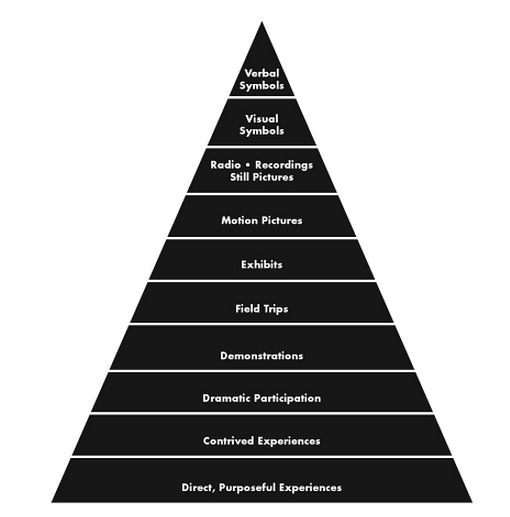 Verbal
Symbols
Visual
Symbols
Radio • Recordings
Still Pictures
Motion Pictures
Exhibits
Field Trips
Demonstrations
Dramatic Participation
Contrived Experiences
Direct, Purposeful Experiences